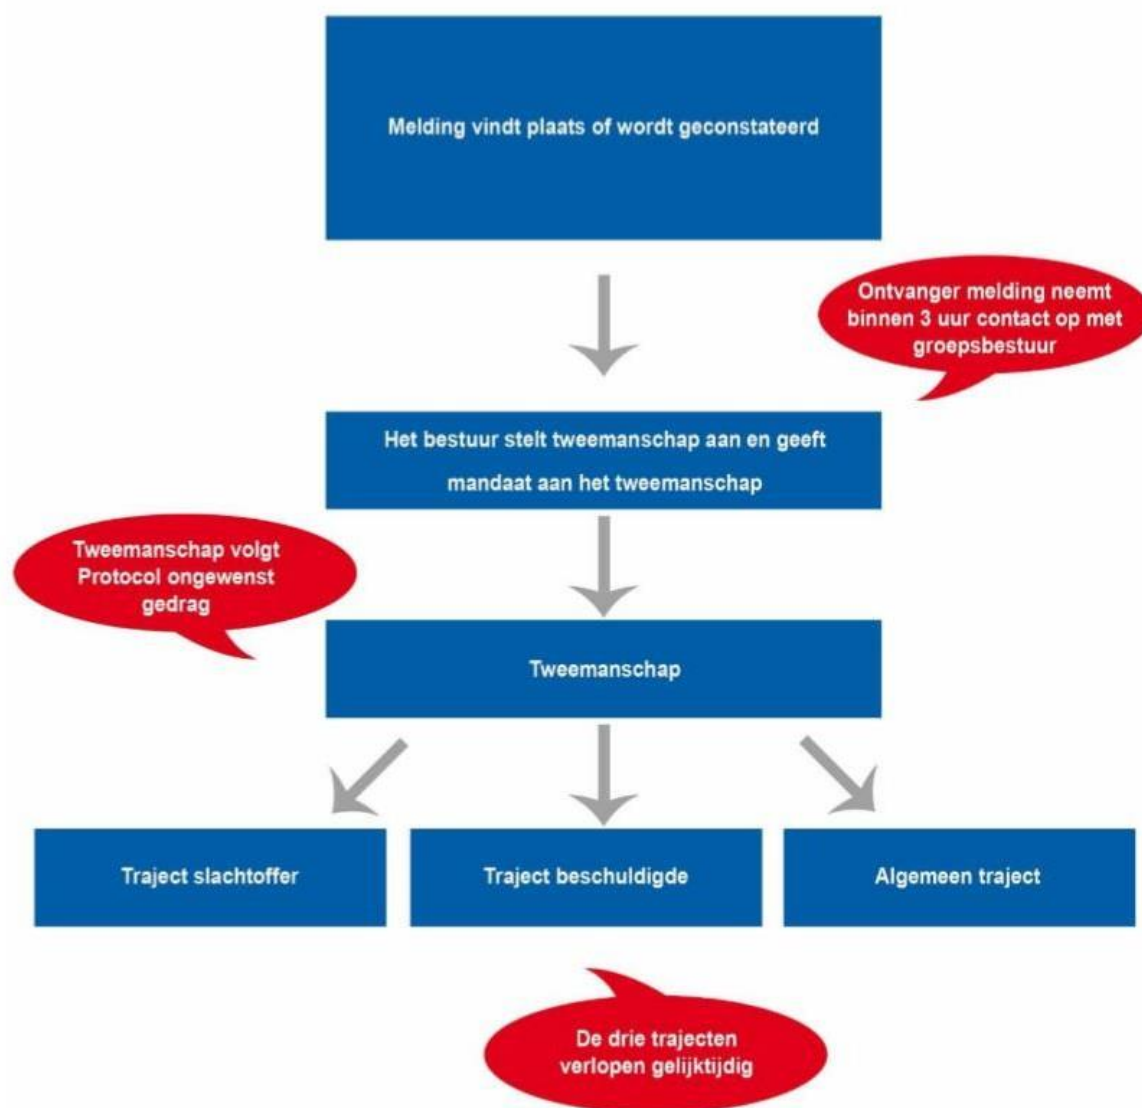 Melding vindt plaats of wordt geconstateerd
Ontvanger melding neemt
binnen 3 uur contact op met
groepsbestuur
Het bestuur stelt tweemanschap aan en geeft
mandaat aan het tweemanschap
Tweemanschap volgt
Protocol ongewenst
gedrag
Tweemanschap
Traject slachtoffer
Traject beschuldigde
Algemeen traject
De drie trajecten
verlopen gelijktijdig